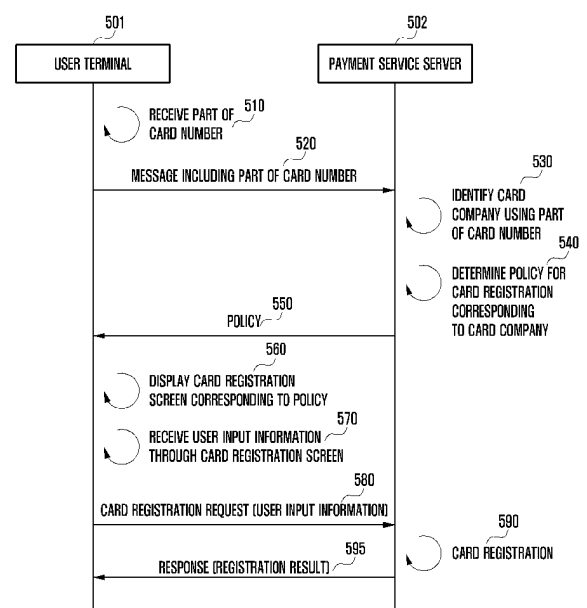 501
502
USER TERMINAL
PAYMENT SERVICE SERVER
RECEIVE PART OF
CARD NUMBER
510
520
MESSAGE INCLUDING PART OF CARD NUMBER
530
IDENTIFY CARD
COMPANY USING PART
OF CARD NUMBER
540
DETERMINE POLICY FOR
CARD REGISTRATION
CORRESPONDING
TO CARD COMPANY
550
POLICY
560
DISPLAY CARD REGISTRATION
SCREEN CORRESPONDING TO POLICY
570
RECEIVE USER INPUT INFORMATION
THROUGH CARD REGISTRATION SCREEN
580
CARD REGISTRATION REQUEST (USER INPUT INFORMATION)
590
CARD REGISTRATION
595
RESPONSE (REGISTRATION RESULT)